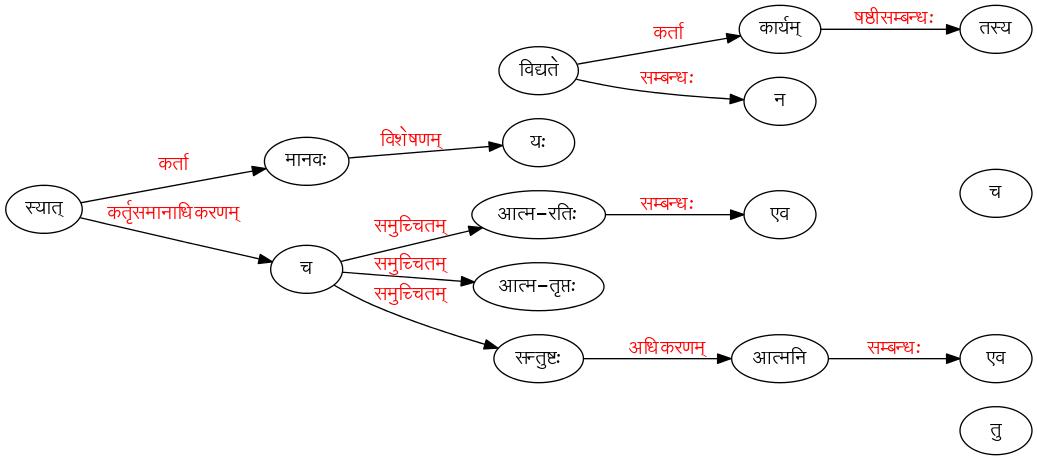 षष्ठीसम्बन्धः
कर्ता कार्यम् तस्य
विद्यते
सम्बन्धः
न
विशेषणम् यः
कर्ता मानवः
च
स्यात् कर्तृसमानाधिकरणम्
समुच्चितम् आत्म-रतिः सम्बन्धः एव
च समुच्चितम्
समुच्चितम् आत्म-तृप्तः
सन्तुष्टः अधिकरणम् आत्मनि सम्बन्धः एव
तु